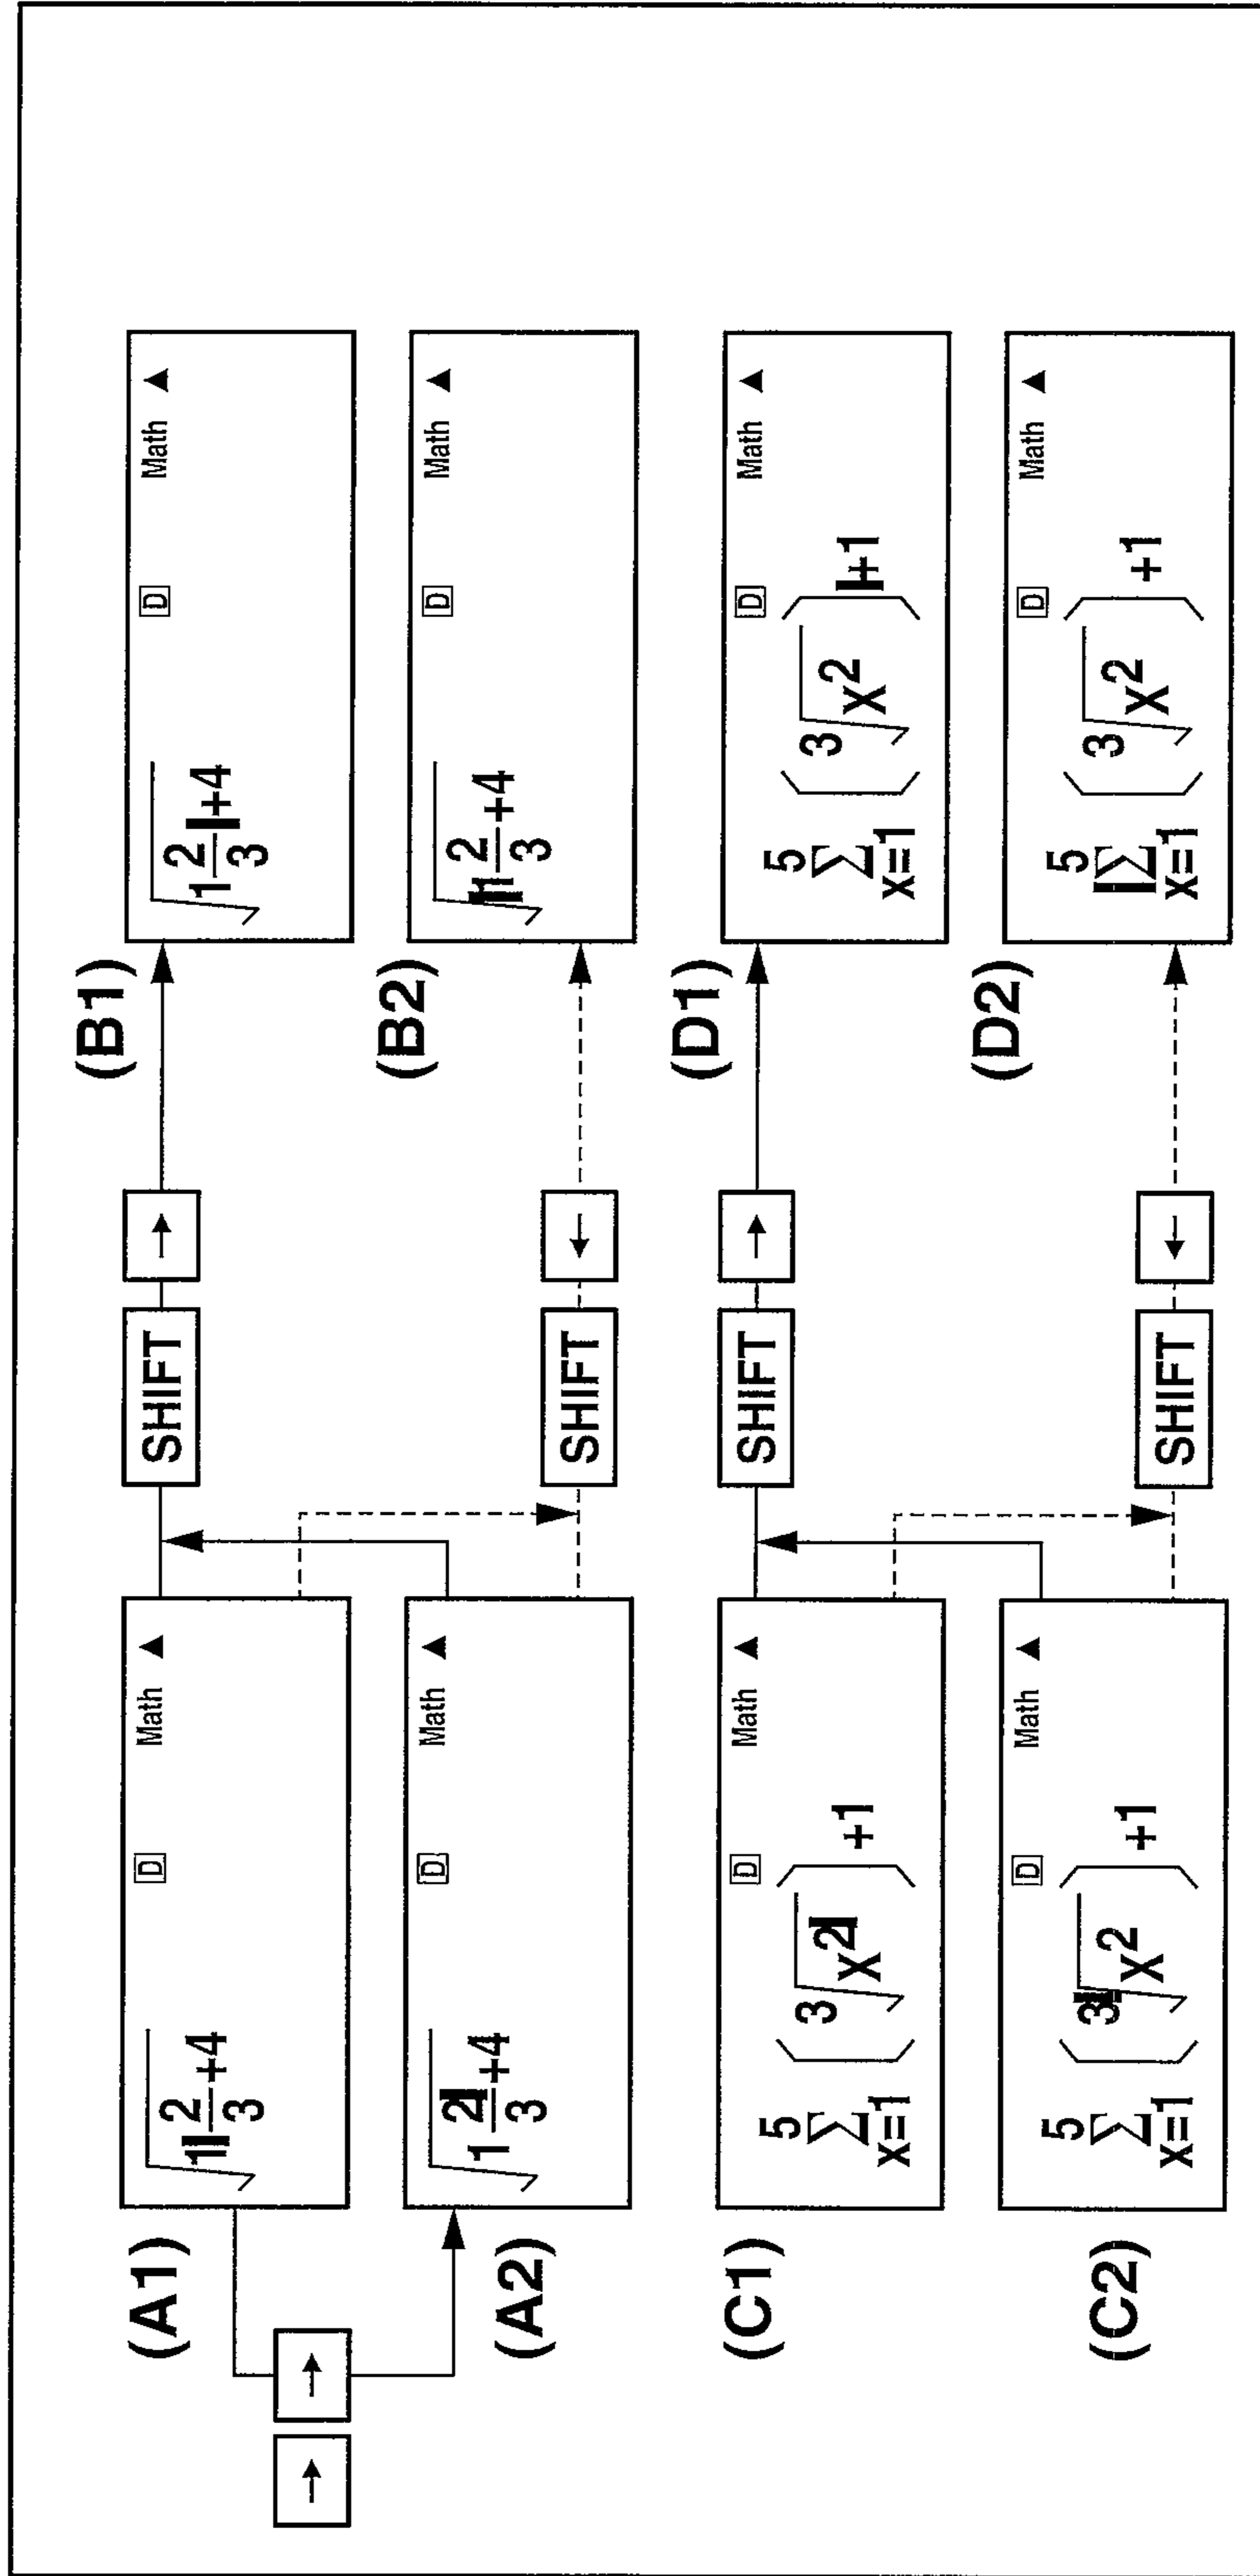 (A1)
D Math ▲
√1 2/3+4
(A2)
D Math ▲
√1 2/3+4
→ →
SHIFT →
(B1)
D Math ▲
√1 2/3+4
SHIFT ←
(B2)
D Math ▲
√1 2/3+4
(C1)
D Math ▲
5
Σ (3√x²)+1
x=1
(C2)
D Math ▲
5
Σ (3√x²)+1
x=1
SHIFT →
(D1)
D Math ▲
5
Σ (3√x²)+1
x=1
SHIFT ←
(D2)
D Math ▲
5
Σ (3√x²)+1
x=1